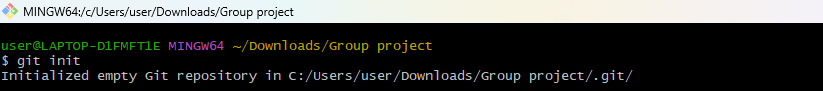 MINGW64:/c/Users/user/Downloads/Group project
user@LAPTOP-D1FMFT1E MINGW64 ~/Downloads/Group project
$ git init
Initialized empty Git repository in C:/Users/user/Downloads/Group project/.git/